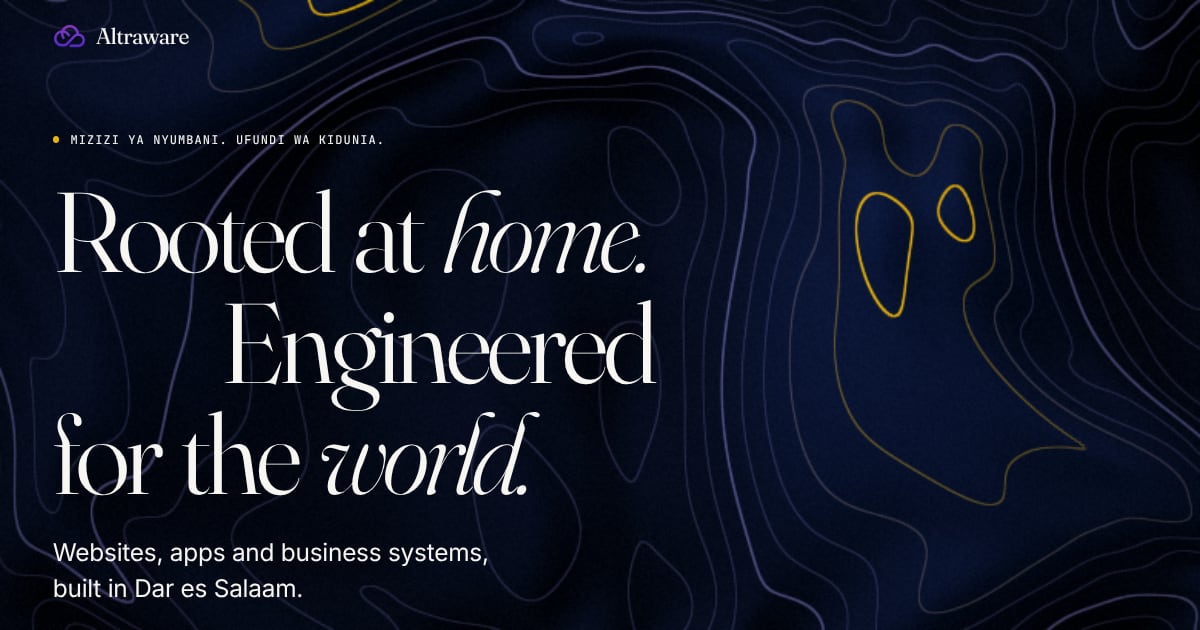 Altraware
MIZIZI YA NYUMBANI. UFUNDI WA KIDUNIA.
Rooted at home.
Engineered
for the world.
Websites, apps and business systems,
built in Dar es Salaam.